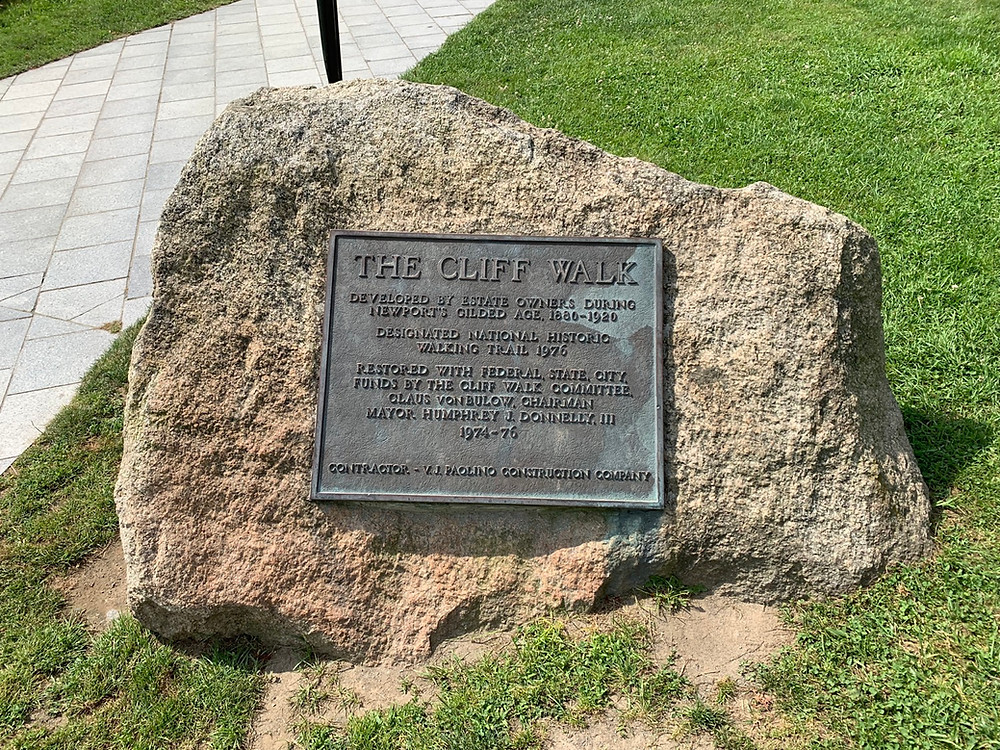 THE CLIFF WALK
DEVELOPED BY ESTATE OWNERS DURING
NEWPORT'S GILDED AGE, 1880-1920
DESIGNATED NATIONAL HISTORIC
WALKING TRAIL 1976
RESTORED WITH FEDERAL, STATE, CITY,
FUNDS BY THE CLIFF WALK COMMITTEE,
CLAUS VONBULOW, CHAIRMAN
MAYOR HUMPHREY J. DONNELLY, III
1974-76
CONTRACTOR - V. J. PAOLINO CONSTRUCTION COMPANY